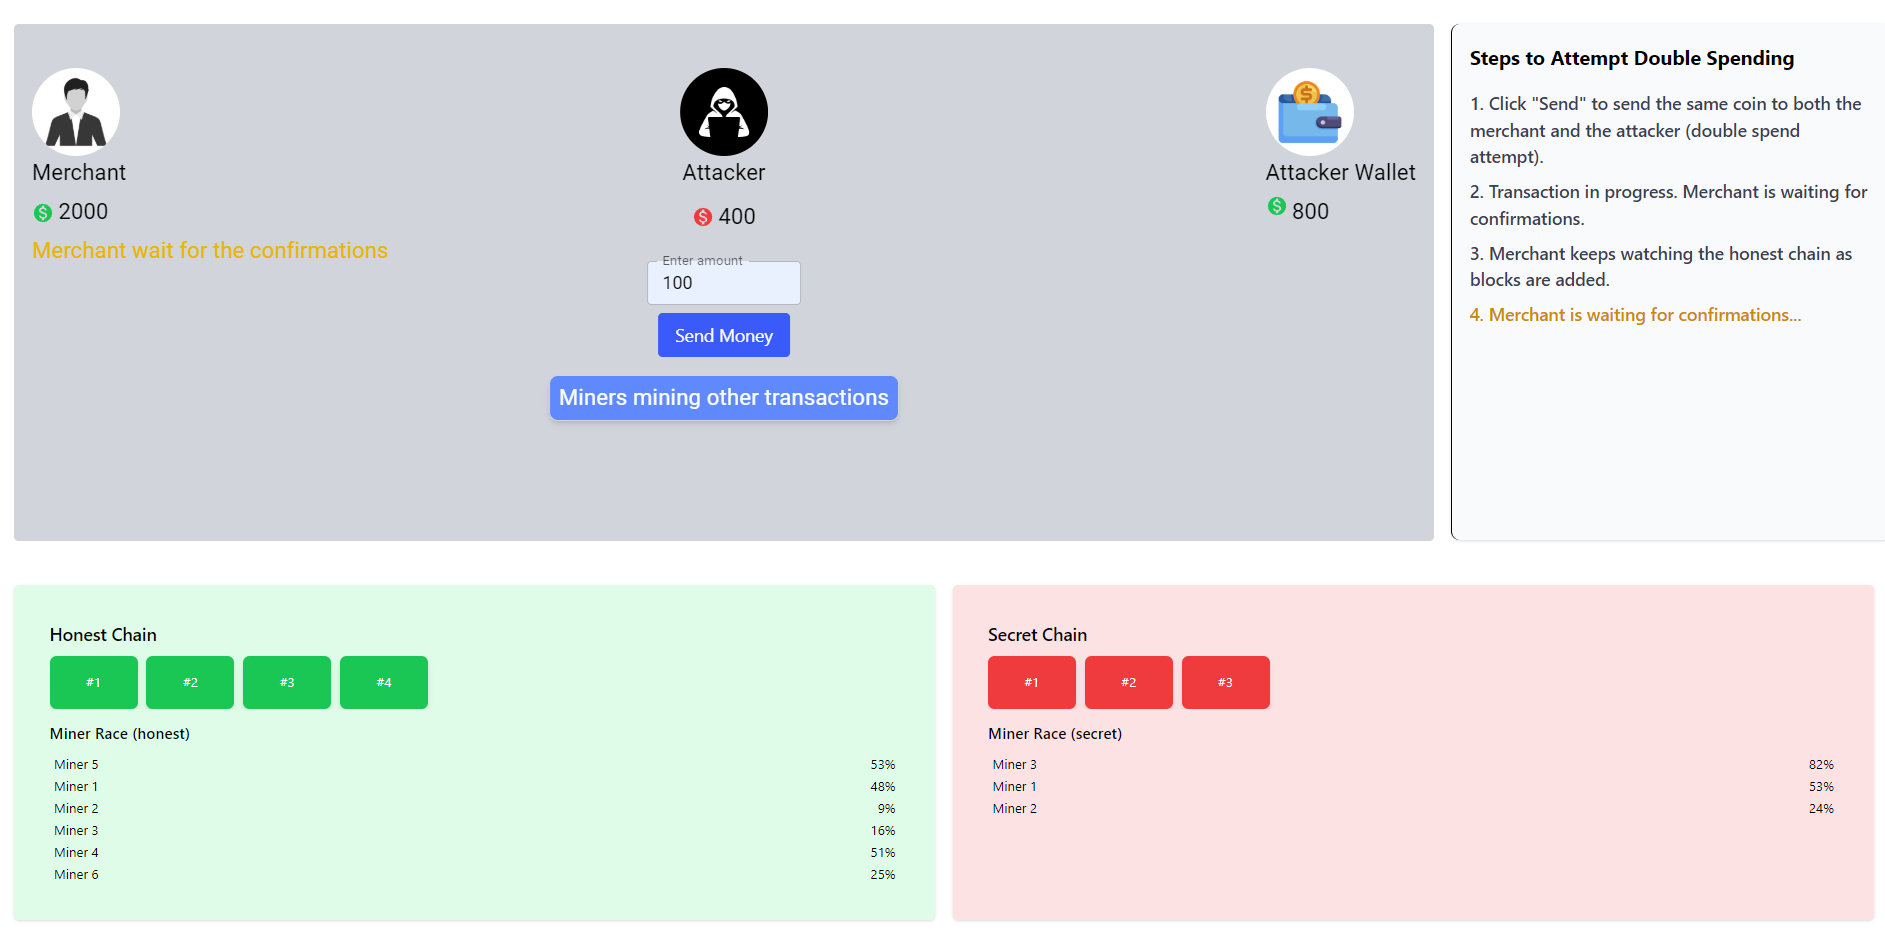 Merchant
2000
Merchant wait for the confirmations
Attacker
400
Enter amount
100
Send Money
Miners mining other transactions
Attacker Wallet
800
Steps to Attempt Double Spending
1. Click "Send" to send the same coin to both the
merchant and the attacker (double spend
attempt).
2. Transaction in progress. Merchant is waiting for
confirmations.
3. Merchant keeps watching the honest chain as
blocks are added.
4. Merchant is waiting for confirmations...
Honest Chain
#1 #2 #3 #4
Miner Race (honest)
Miner 5 53%
Miner 1 48%
Miner 2 9%
Miner 3 16%
Miner 4 51%
Miner 6 25%
Secret Chain
#1 #2 #3
Miner Race (secret)
Miner 3 82%
Miner 1 53%
Miner 2 24%